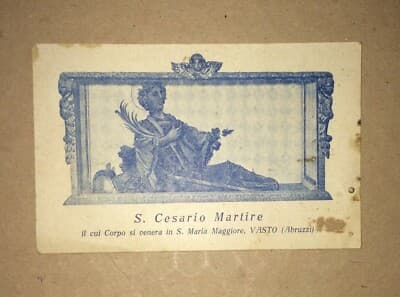 S. Cesario Martire
il cui Corpo si venera in S. Maria Maggiore, VASTO (Abruzzi)